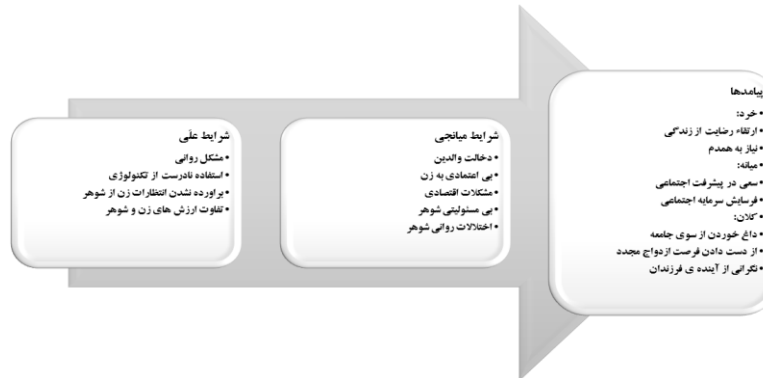 شرایط علّی
• مشکل روانی
• استفاده نادرست از تکنولوژی
• براورده نشدن انتظارات زن از شوهر
• تفاوت ارزش های زن و شوهر
شرایط میانجی
• دخالت والدین
• بی اعتمادی به زن
• مشکلات اقتصادی
• بی مسئولیتی شوهر
• اختلالات روانی شوهر
پیامدها
• خرد:
• ارتقاء رضایت از زندگی
• نیاز به همدم
• میانه:
• سعی در پیشرفت اجتماعی
• فرسایش سرمایه اجتماعی
• کلان:
• داغ خوردن از سوی جامعه
• از دست دادن فرصت ازدواج مجدد
• نگرانی از آینده ی فرزندان